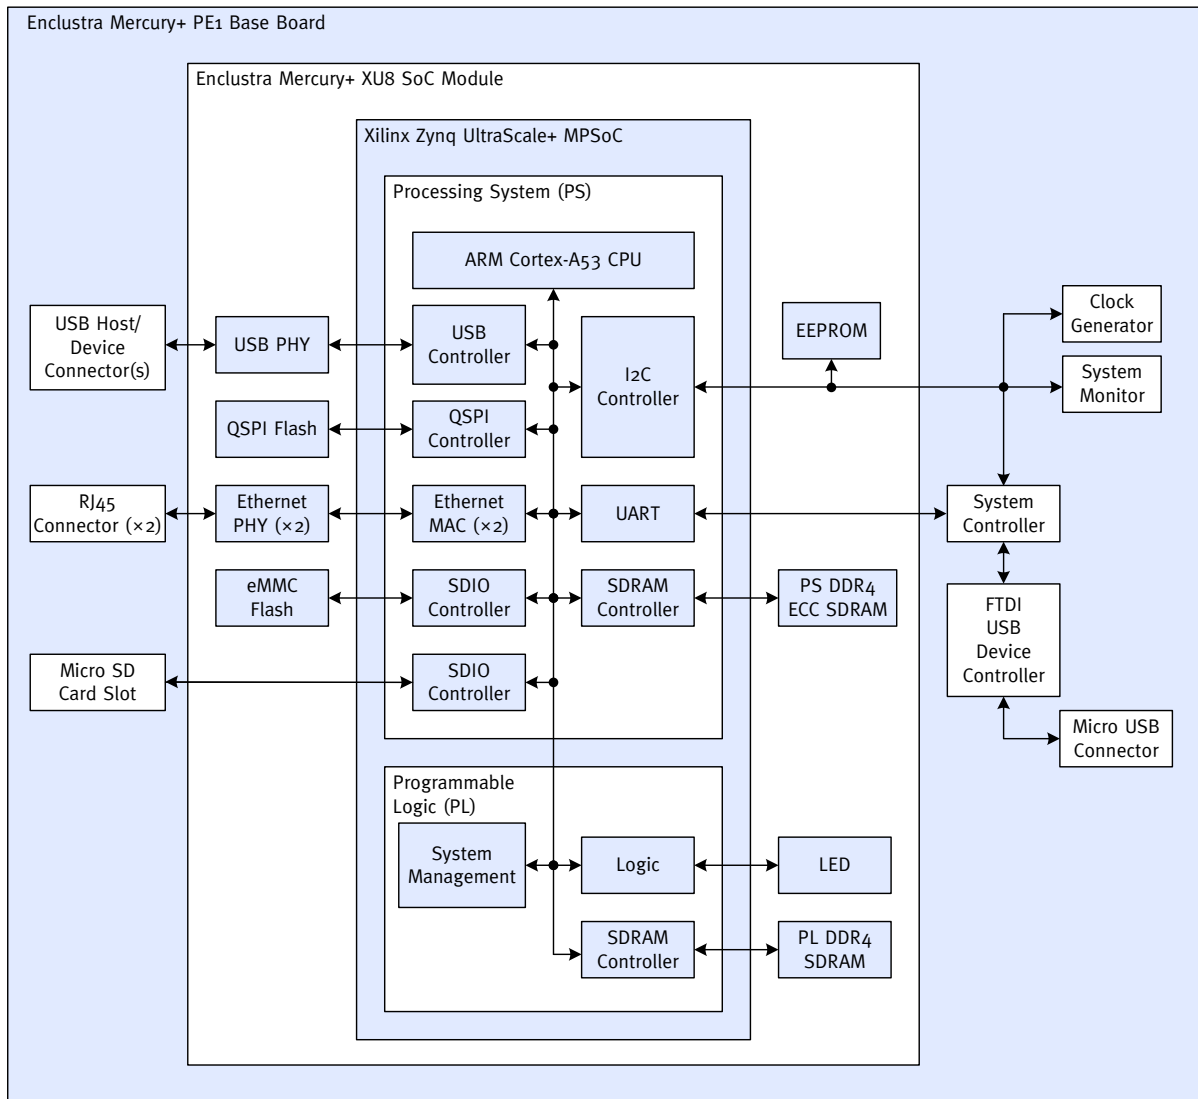 Enclustra Mercury+ PE1 Base Board
Enclustra Mercury+ XU8 SoC Module
Xilinx Zynq UltraScale+ MPSoC
Processing System (PS)
ARM Cortex-A53 CPU
USB Host/
Device
Connector(s)
USB PHY
USB
Controller
I2C
Controller
EEPROM
Clock
Generator
System
Monitor
QSPI Flash
QSPI
Controller
RJ45
Connector (×2)
Ethernet
PHY (×2)
Ethernet
MAC (×2)
UART
System
Controller
eMMC
Flash
SDIO
Controller
SDRAM
Controller
PS DDR4
ECC SDRAM
FTDI
USB
Device
Controller
Micro SD
Card Slot
SDIO
Controller
Micro USB
Connector
Programmable
Logic (PL)
System
Management
Logic
LED
SDRAM
Controller
PL DDR4
SDRAM